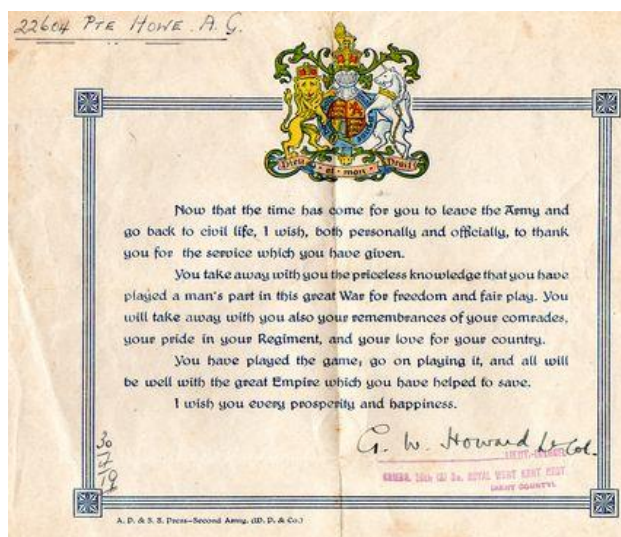 22604 PTE HOWE. A. G.
Dieu et mon Droit
Now that the time has come for you to leave the Army and
go back to civil life, I wish, both personally and officially, to thank
you for the service which you have given.
You take away with you the priceless knowledge that you have
played a man's part in this great War for freedom and fair play. You
will take away with you also your remembrances of your comrades,
your pride in your Regiment, and your love for your country.
You have played the game; go on playing it, and all will
be well with the great Empire which you have helped to save.
I wish you every prosperity and happiness.
G. W. Howard Lt Col.
LIEUT.-COLONEL
ROYAL WEST KENT REGT
(KENT COUNTY).
30/7/19
A. P. & S. S. Press—Second Army. (W. P. & Co.)